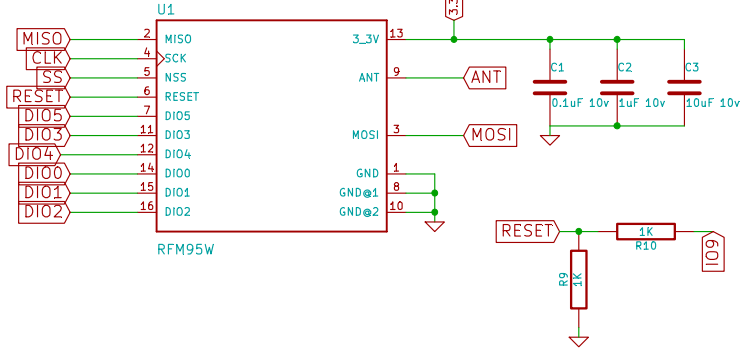 U1
3.3
MISO 2 MISO 3_3V 13
CLK 4 SCK
SS 5 NSS ANT 9 ANT
RESET 6 RESET
DIO5 7 DIO5
DIO3 11 DIO3 MOSI 3 MOSI
DIO4 12 DIO4
DIO0 14 DIO0 GND 1
DIO1 15 DIO1 GND@1 8
DIO2 16 DIO2 GND@2 10
RFM95W
C1 C2 C3
0.1uF 10v 1uF 10v 10uF 10v
RESET 1K
R10
IO9
R9
1K